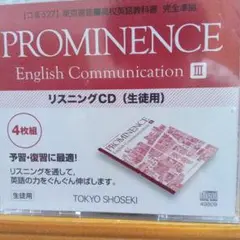 PROMINENCE
English Communication III
リスニングCD（生徒用）
4枚組
予習・復習に最適！
リスニングを通して、
英語の力をぐんぐん伸ばします。
生徒用
TOKYO SHOSEKI
PROMINENCE